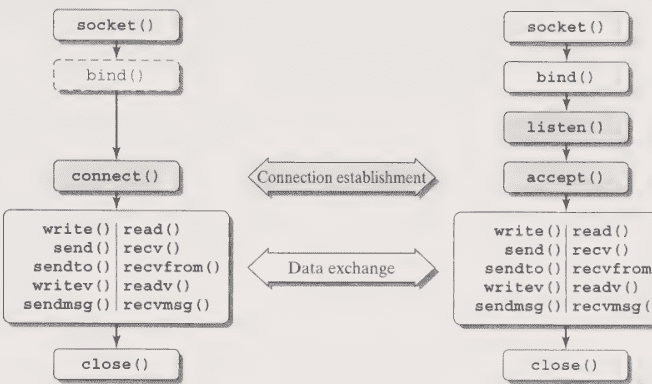 socket()
bind()
connect()
write() read()
send() recv()
sendto() recvfrom()
writev() readv()
sendmsg() recvmsg()
close()
Connection establishment
Data exchange
socket()
bind()
listen()
accept()
write() read()
send() recv()
sendto() recvfrom
writev() readv()
sendmsg() recvmsg(
close()